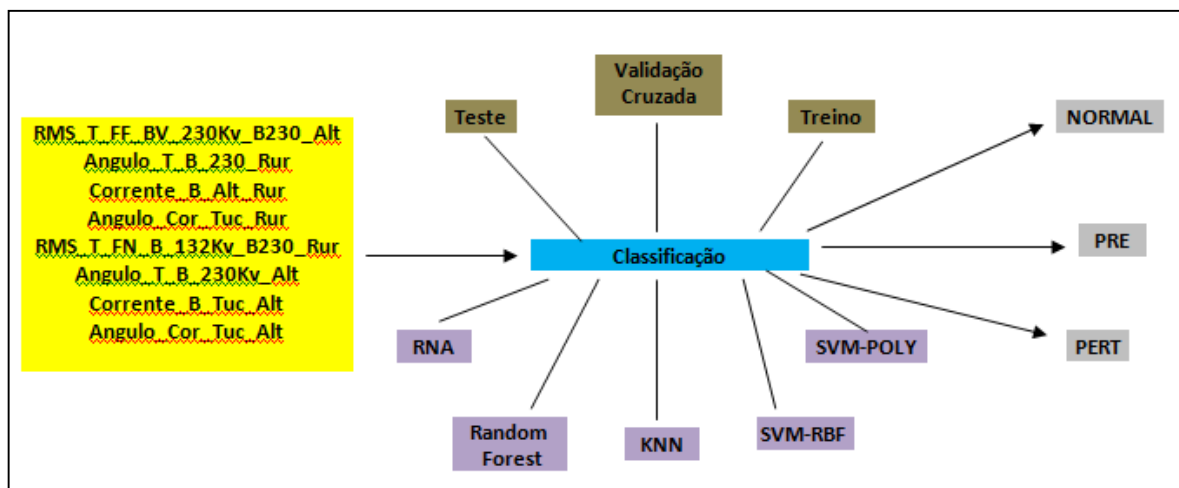 Validação
Cruzada
Teste
Treino
NORMAL
RMS_T_FF_BV_230Kv_B230_Alt
Angulo_T_B_230_Rur
Corrente_B_Alt_Rur
Angulo_Cor_Tuc_Rur
RMS_T_FN_B_132Kv_B230_Rur
Angulo_T_B_230Kv_Alt
Corrente_B_Tuc_Alt
Angulo_Cor_Tuc_Alt
Classificação
PRE
RNA
SVM-POLY
PERT
Random
Forest
KNN
SVM-RBF